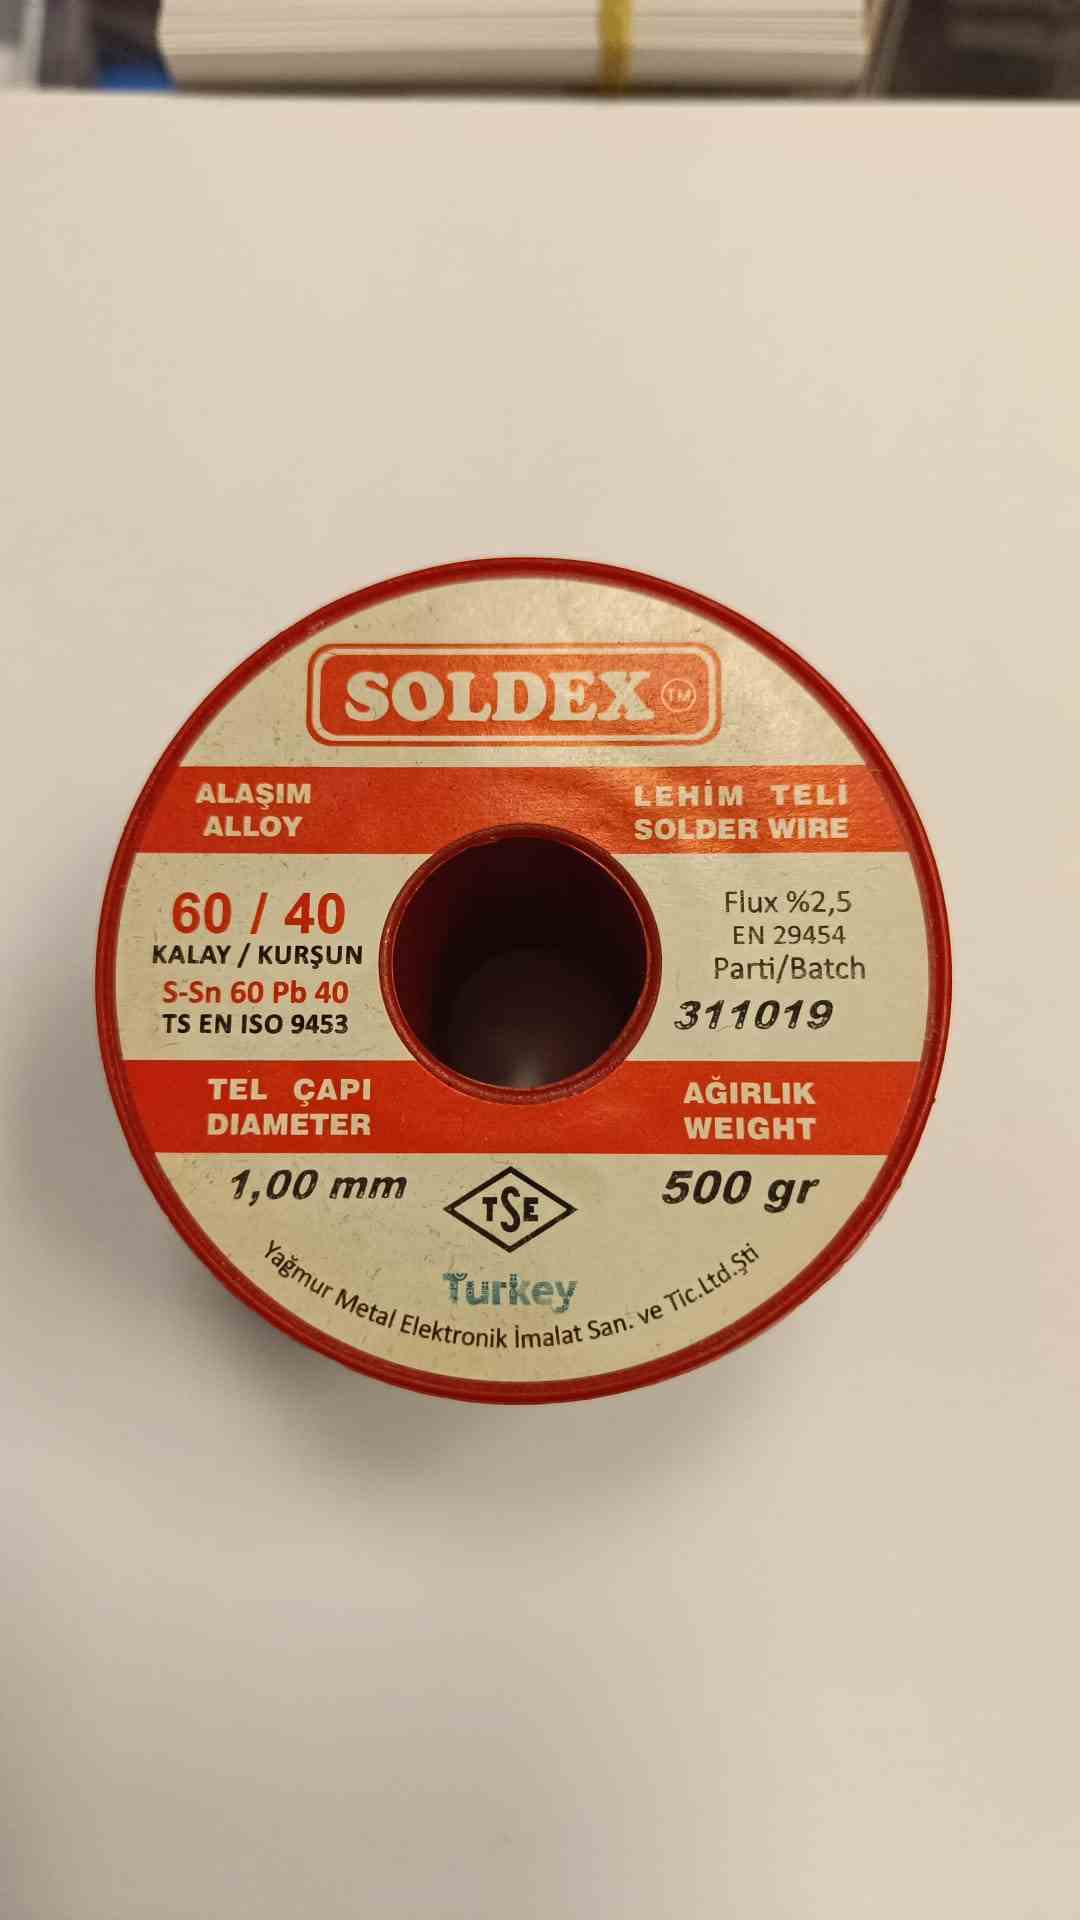 SOLDEX TM
ALAŞIM
ALLOY
LEHİM TELİ
SOLDER WIRE
60 / 40
KALAY / KURŞUN
S-Sn 60 Pb 40
TS EN ISO 9453
Flux %2,5
EN 29454
Parti/Batch
311019
TEL ÇAPI
DIAMETER
AĞIRLIK
WEIGHT
1,00 mm
TSE
500 gr
Turkey
Yağmur Metal Elektronik İmalat San. ve Tic.Ltd.Şti